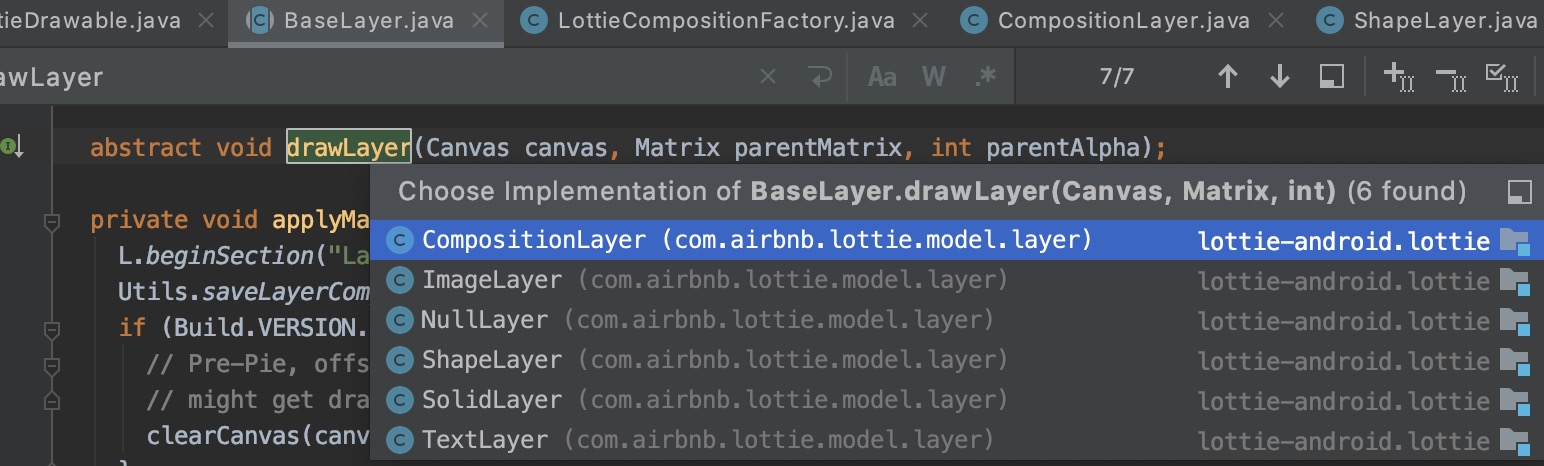 tieDrawable.java BaseLayer.java LottieCompositionFactory.java CompositionLayer.java ShapeLayer.java
awLayer Aa W .* 7/7
abstract void drawLayer(Canvas canvas, Matrix parentMatrix, int parentAlpha);
Choose Implementation of BaseLayer.drawLayer(Canvas, Matrix, int) (6 found)
private void applyMa
C CompositionLayer (com.airbnb.lottie.model.layer) lottie-android.lottie
L.beginSection("La
C ImageLayer (com.airbnb.lottie.model.layer) lottie-android.lottie
Utils.saveLayerCom
C NullLayer (com.airbnb.lottie.model.layer) lottie-android.lottie
if (Build.VERSION.
C ShapeLayer (com.airbnb.lottie.model.layer) lottie-android.lottie
// Pre-Pie, offs
C SolidLayer (com.airbnb.lottie.model.layer) lottie-android.lottie
// might get dra
C TextLayer (com.airbnb.lottie.model.layer) lottie-android.lottie
clearCanvas(canv